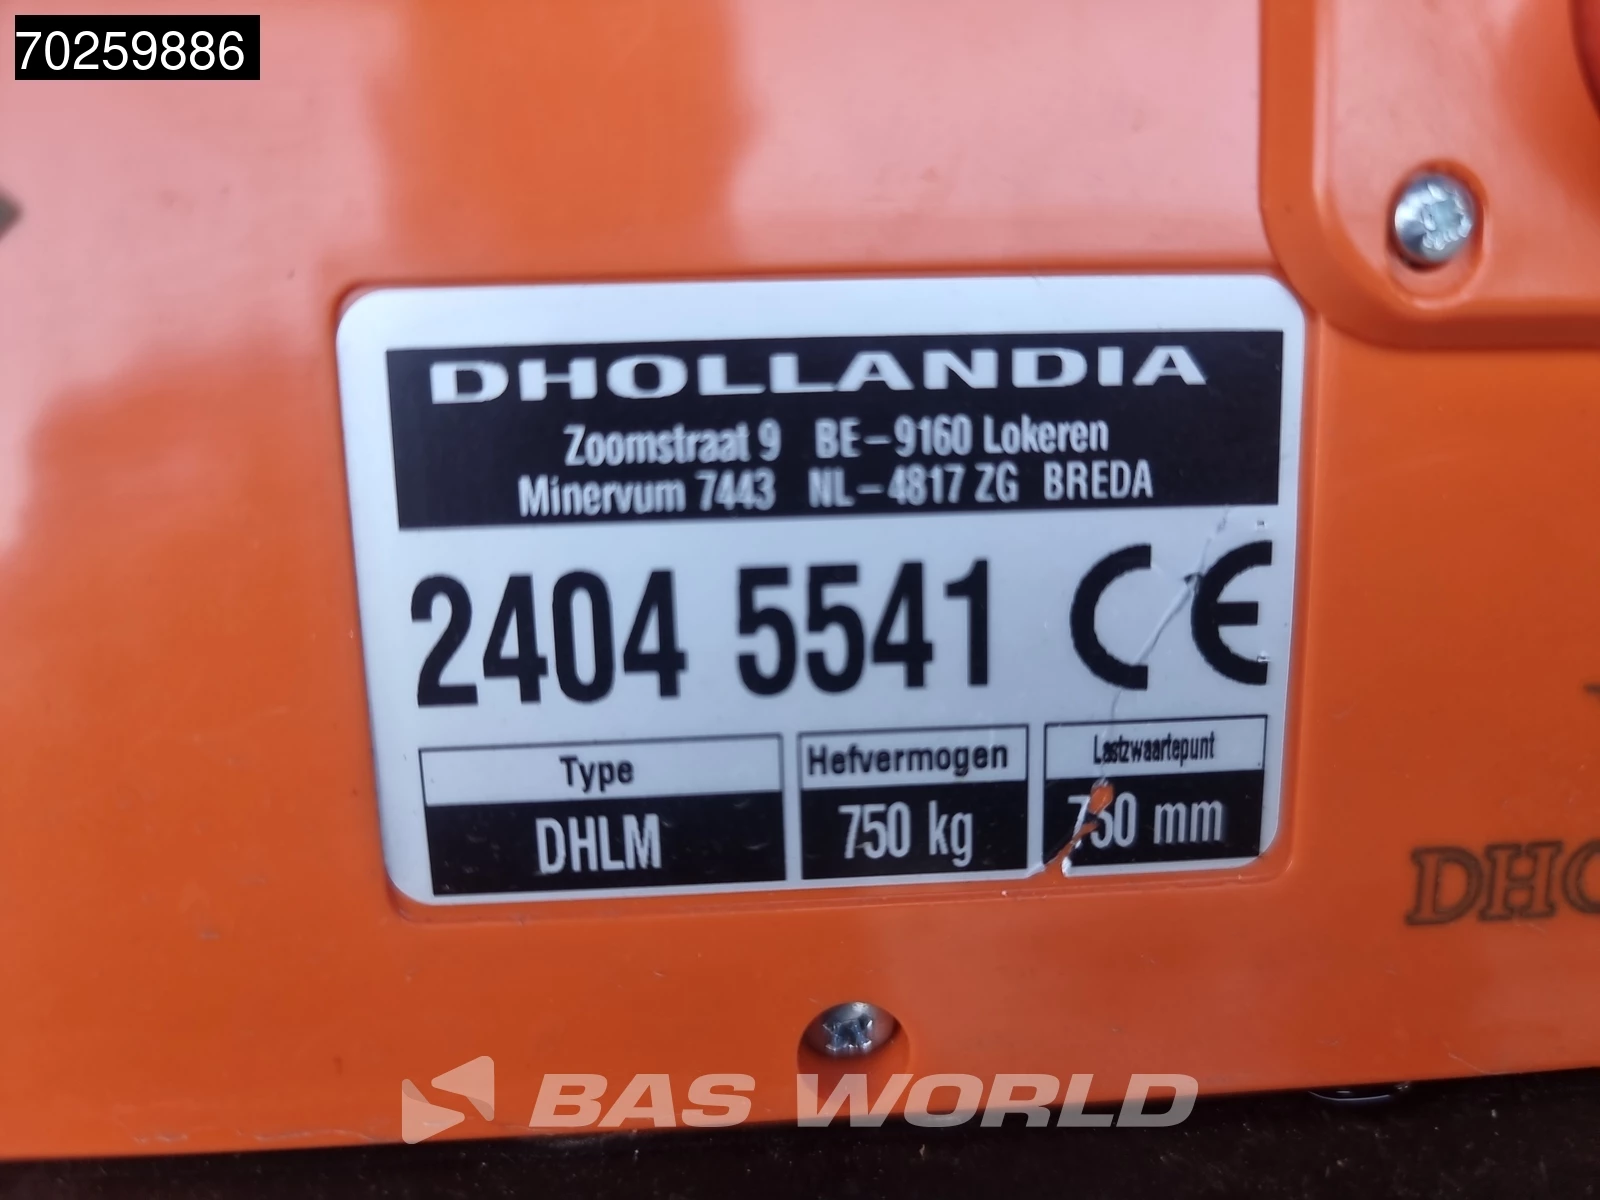 70259886
DHOLLANDIA
Zoomstraat 9 BE-9160 Lokeren
Minervum 7443 NL-4817 ZG BREDA
2404 5541 CE
Type Hefvermogen Lastzwaartepunt
DHLM 750 kg mm
DHO
BAS WORLD